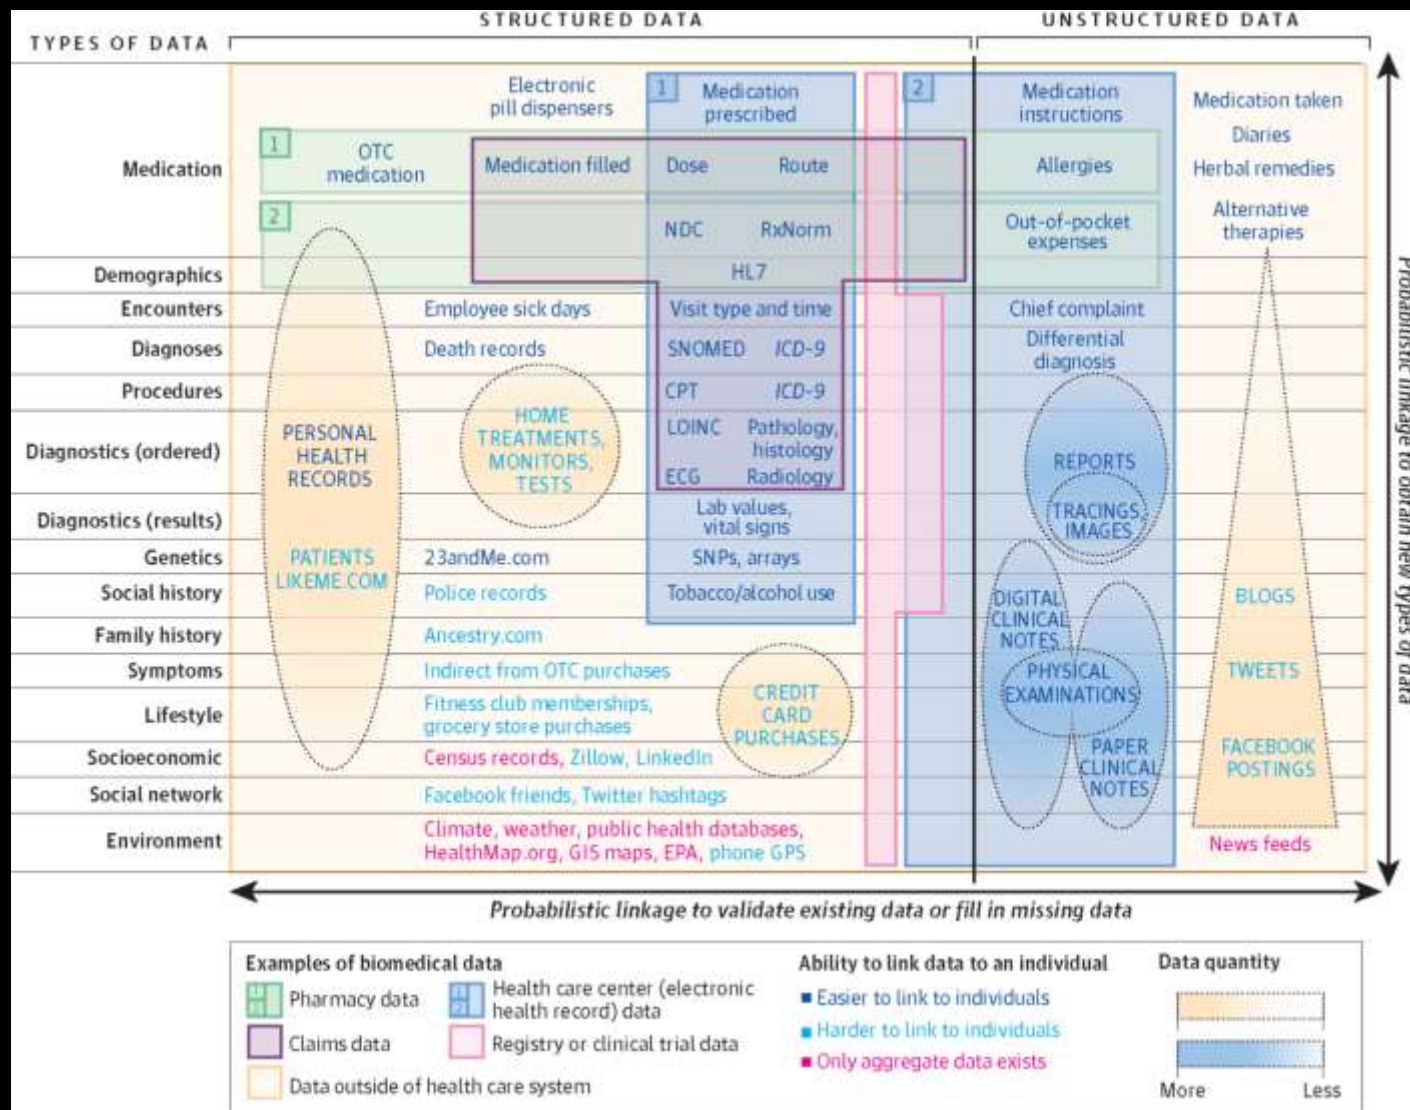 STRUCTURED DATA
UNSTRUCTURED DATA
TYPES OF DATA
Medication
Electronic
pill dispensers
1
Medication
prescribed
2
Medication
instructions
Medication taken
Diaries
1
OTC
medication
Medication filled
Dose
Route
Allergies
Herbal remedies
2
NDC
RxNorm
Out-of-pocket
expenses
Alternative
therapies
Demographics
HL7
Encounters
Employee sick days
Visit type and time
Chief complaint
Diagnoses
Death records
SNOMED
ICD-9
Differential
diagnosis
Procedures
CPT
ICD-9
Diagnostics (ordered)
PERSONAL
HEALTH
RECORDS
HOME
TREATMENTS,
MONITORS,
TESTS
LOINC
Pathology,
histology
ECG
Radiology
REPORTS
Diagnostics (results)
Lab values,
vital signs
TRACINGS,
IMAGES
Genetics
PATIENTS
LIKEME.COM
23andMe.com
SNPs, arrays
Social history
Police records
Tobacco/alcohol use
DIGITAL
CLINICAL
NOTES
BLOGS
Family history
Ancestry.com
Symptoms
Indirect from OTC purchases
PHYSICAL
EXAMINATIONS
TWEETS
Lifestyle
Fitness club memberships,
grocery store purchases
CREDIT
CARD
PURCHASES
Socioeconomic
Census records, Zillow, LinkedIn
PAPER
CLINICAL
NOTES
FACEBOOK
POSTINGS
Social network
Facebook friends, Twitter hashtags
Environment
Climate, weather, public health databases,
HealthMap.org, GIS maps, EPA, phone GPS
News feeds
Probabilistic linkage to obtain new types of data
Probabilistic linkage to validate existing data or fill in missing data
Examples of biomedical data
Pharmacy data
Health care center (electronic
health record) data
Claims data
Registry or clinical trial data
Data outside of health care system
Ability to link data to an individual
Easier to link to individuals
Harder to link to individuals
Only aggregate data exists
Data quantity
More
Less